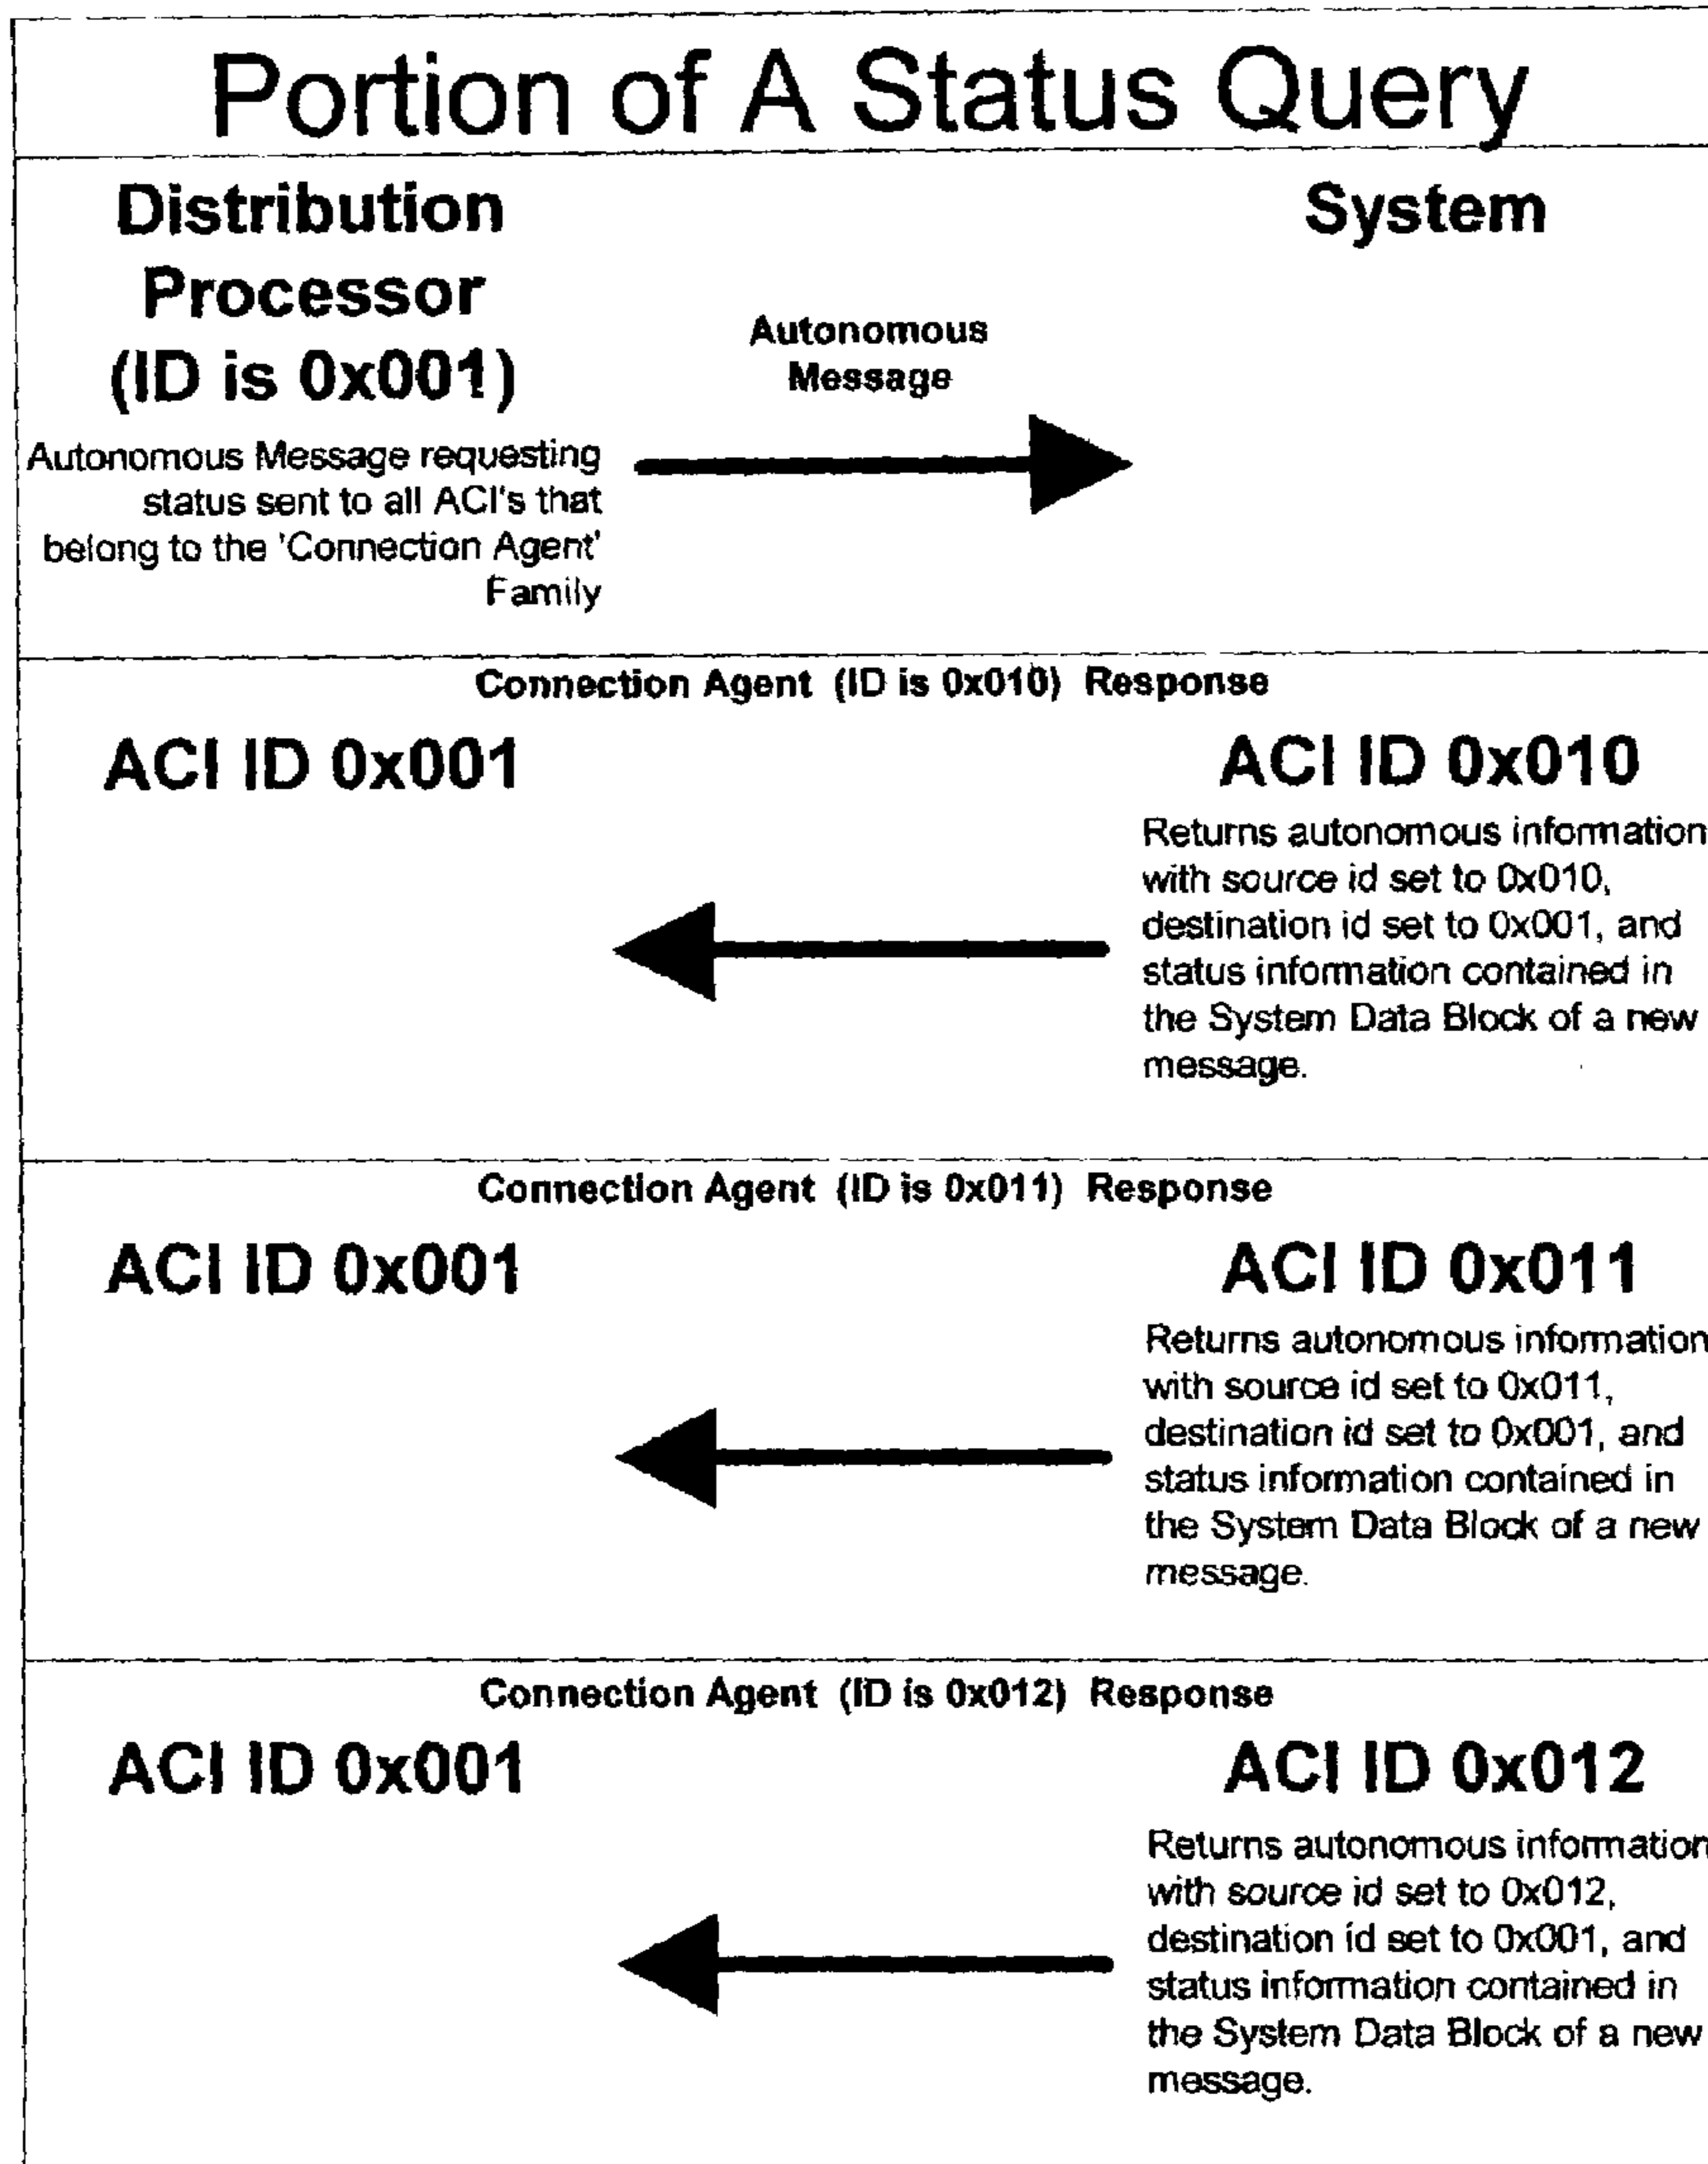 Portion of A Status Query
Distribution
Processor
(ID is 0x001)
System
Autonomous
Message
Autonomous Message requesting
status sent to all ACI's that
belong to the 'Connection Agent'
Family
Connection Agent (ID is 0x010) Response
ACI ID 0x001
ACI ID 0x010
Returns autonomous information
with source id set to 0x010,
destination id set to 0x001, and
status information contained in
the System Data Block of a new
message.
Connection Agent (ID is 0x011) Response
ACI ID 0x001
ACI ID 0x011
Returns autonomous information
with source id set to 0x011,
destination id set to 0x001, and
status information contained in
the System Data Block of a new
message.
Connection Agent (ID is 0x012) Response
ACI ID 0x001
ACI ID 0x012
Returns autonomous information
with source id set to 0x012,
destination id set to 0x001, and
status information contained in
the System Data Block of a new
message.